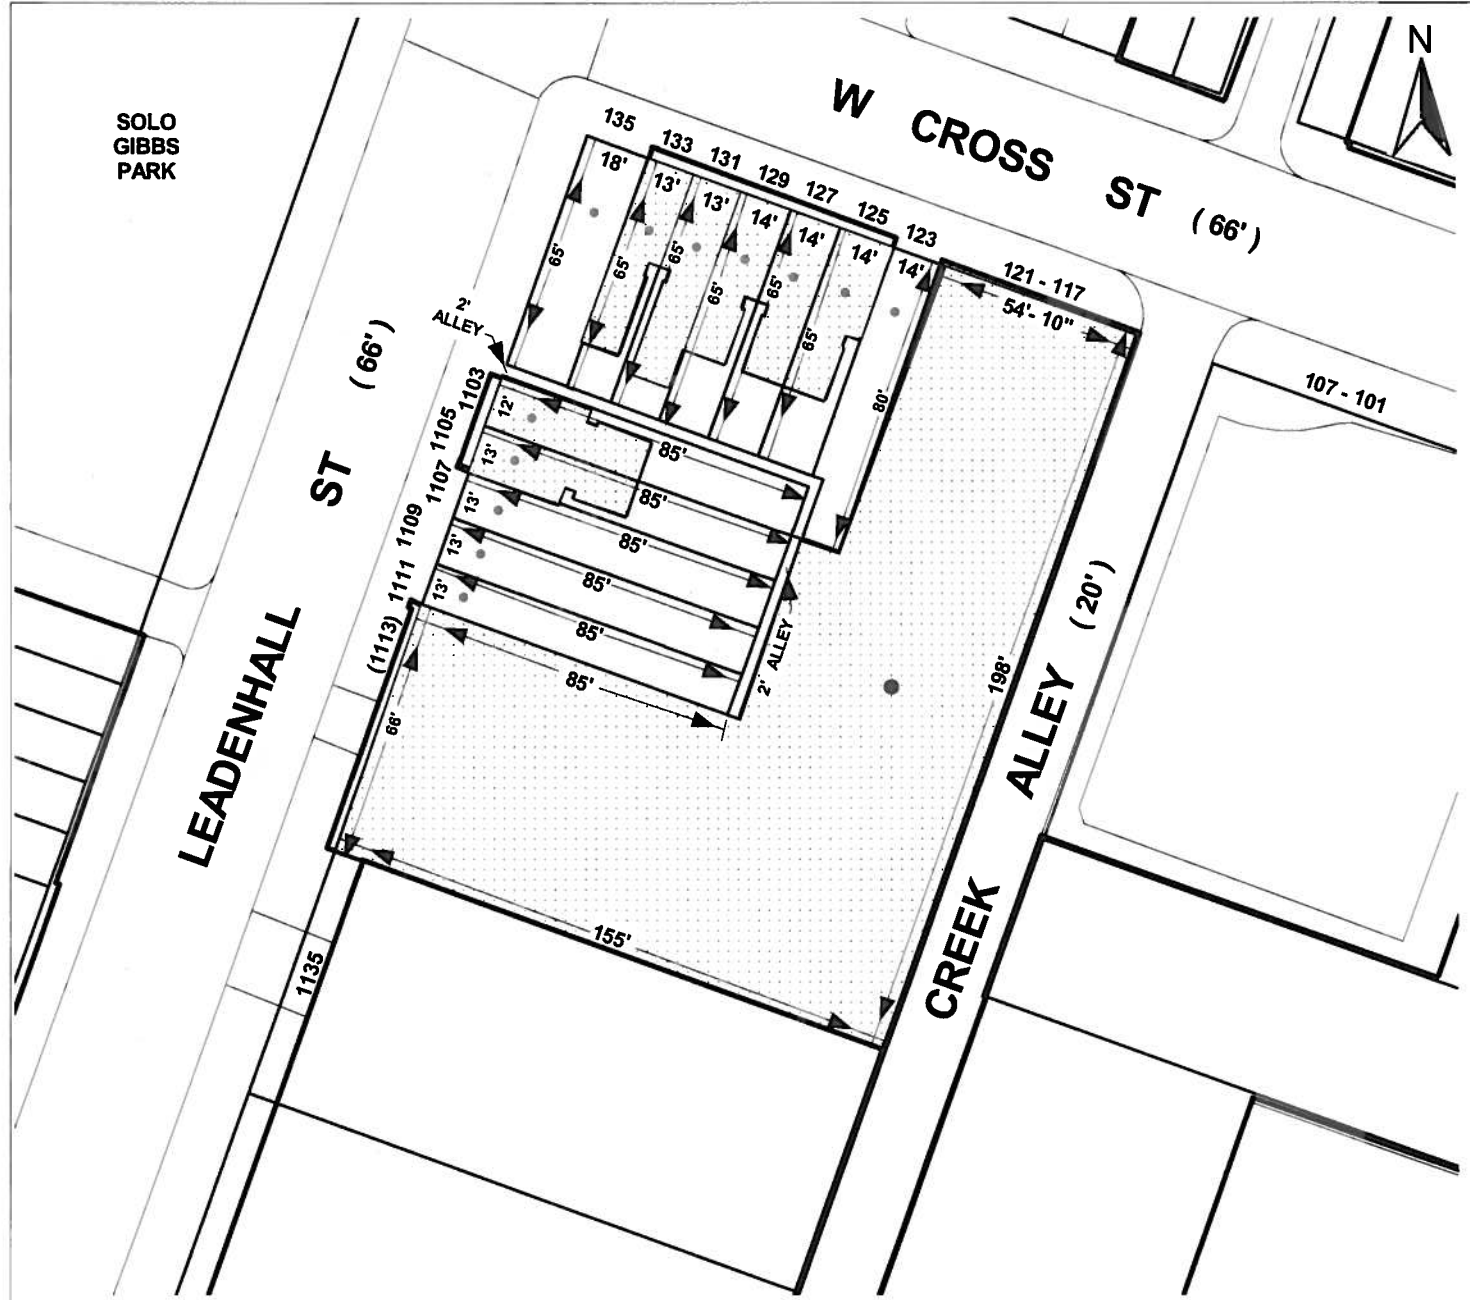 N
SOLO
GIBBS
PARK
W CROSS ST (66')
135 133 131 129 127 125 123
18' 13' 13' 14' 14' 14' 14'
121 - 117
54'- 10"
65' 65' 65' 65' 65' 65'
80'
2'
ALLEY
107 - 101
1103
12'
85'
1105
13'
85'
1107
13'
85'
1109
13'
85'
1111
13'
85'
(1113)
85'
66'
2' ALLEY
198'
155'
1135
LEADENHALL ST (66')
CREEK ALLEY (20')